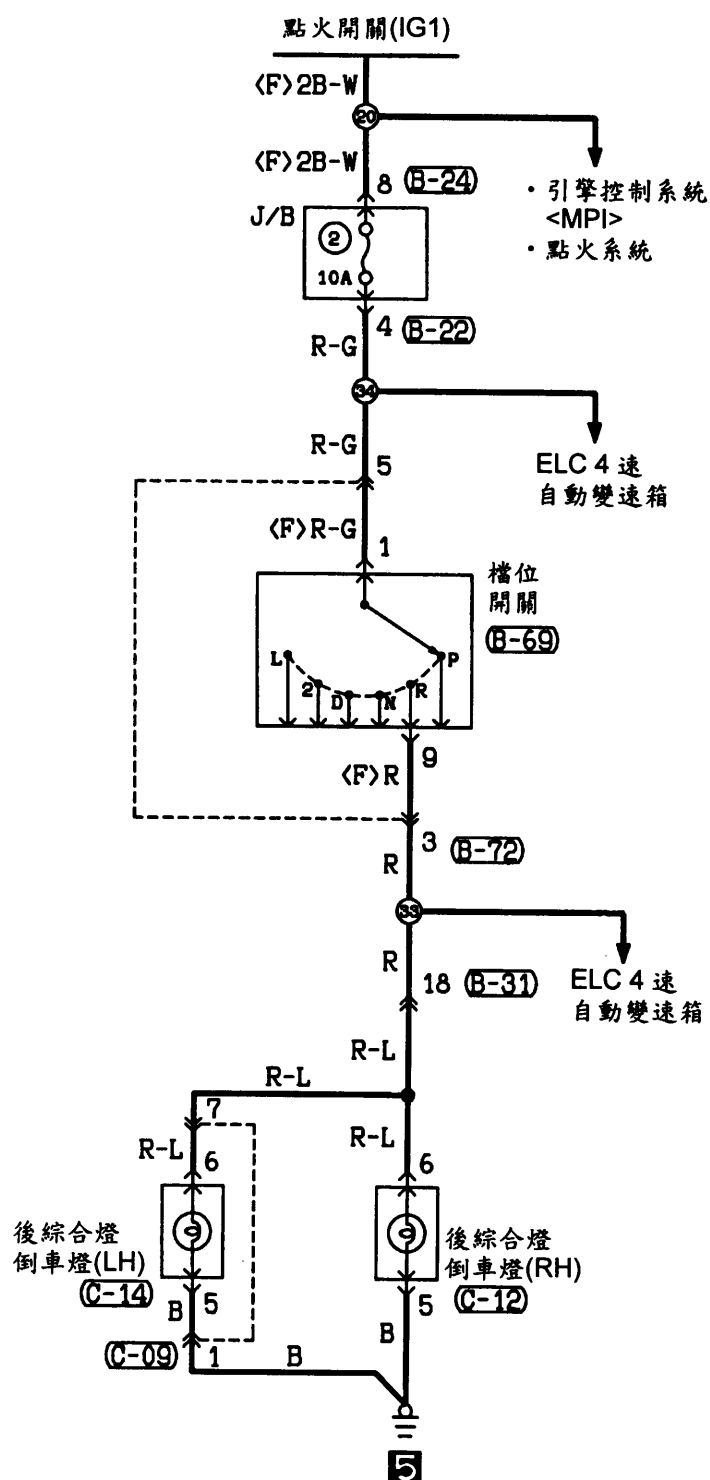 點火開關(IG1)
<F>2B-W
20
<F>2B-W
8 B-24
・引擎控制系統
<MPI>
・點火系統
J/B
2
10A
4 B-22
R-G
34
R-G
5
ELC 4 速
自動變速箱
<F>R-G
1
檔位
開關
B-69
L
2
D
N
R
P
9
<F>R
3 B-72
R
33
R
18 B-31
ELC 4 速
自動變速箱
R-L
R-L
7
R-L
R-L
6
6
後綜合燈
倒車燈(LH)
C-14
後綜合燈
倒車燈(RH)
C-12
5
5
B
B
C-09 1
B
5